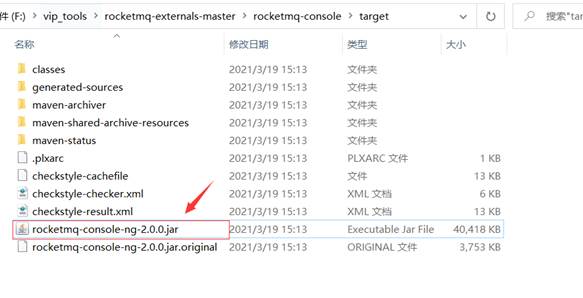 件 (F:) › vip_tools › rocketmq-externals-master › rocketmq-console › target 搜索"tar
名称 修改日期 类型 大小
classes 2021/3/19 15:13 文件夹
generated-sources 2021/3/19 15:13 文件夹
maven-archiver 2021/3/19 15:13 文件夹
maven-shared-archive-resources 2021/3/19 15:13 文件夹
maven-status 2021/3/19 15:13 文件夹
.plxarc 2021/3/19 15:13 PLXARC 文件 1 KB
checkstyle-cachefile 2021/3/19 15:13 文件 13 KB
checkstyle-checker.xml 2021/3/19 15:13 XML 文档 6 KB
checkstyle-result.xml 2021/3/19 15:13 XML 文档 13 KB
rocketmq-console-ng-2.0.0.jar 2021/3/19 15:13 Executable Jar File 40,418 KB
rocketmq-console-ng-2.0.0.jar.original 2021/3/19 15:13 ORIGINAL 文件 3,753 KB